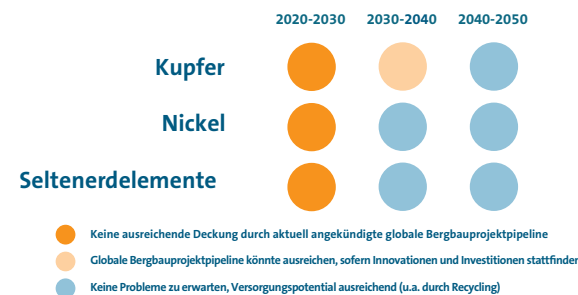 2020-2030 2030-2040 2040-2050
Kupfer
Nickel
Seltenerdelemente
Keine ausreichende Deckung durch aktuell angekündigte globale Bergbauprojektpipeline
Globale Bergbauprojektpipeline könnte ausreichen, sofern Innovationen und Investitionen stattfinden
Keine Probleme zu erwarten, Versorgungspotential ausreichend (u.a. durch Recycling)